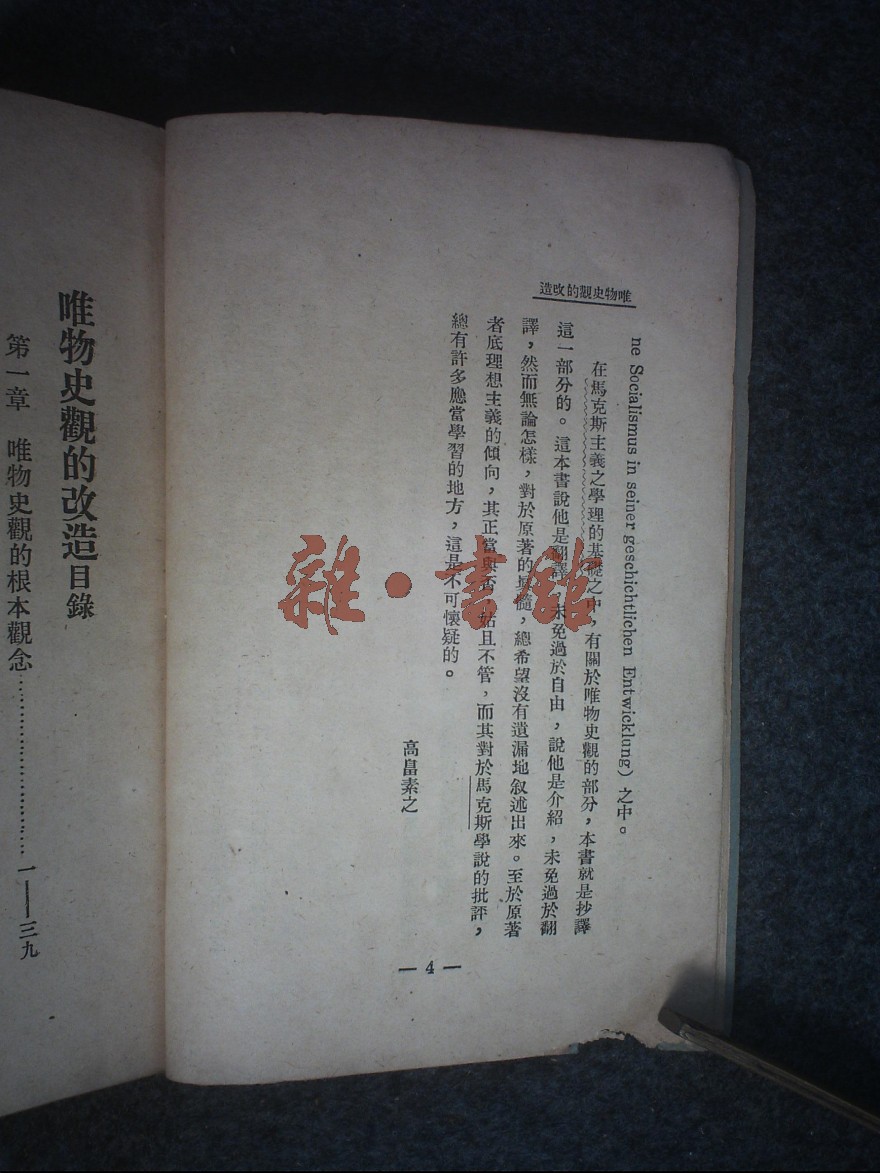 唯物史觀的改造
ne Socialismus in seiner geschichtlichen Entwicklung) 之中。
在馬克斯主義之學理的基礎之中，有關於唯物史觀的部分，本書就是抄譯
這一部分的。這本書說他是翻譯，未免過於自由，說他是介紹，未免過於翻
譯，然而無論怎樣，對於原著的眞髓，總希望沒有遺漏地叙述出來。至於原著
者底理想主義的傾向，其正當與否，姑且不管，而其對於馬克斯學說的批評，
總有許多應當學習的地方，這是不可懷疑的。
高畠素之
— 4 —
唯物史觀的改造目錄
第一章 唯物史觀的根本觀念……………………一——三九
雜·書館